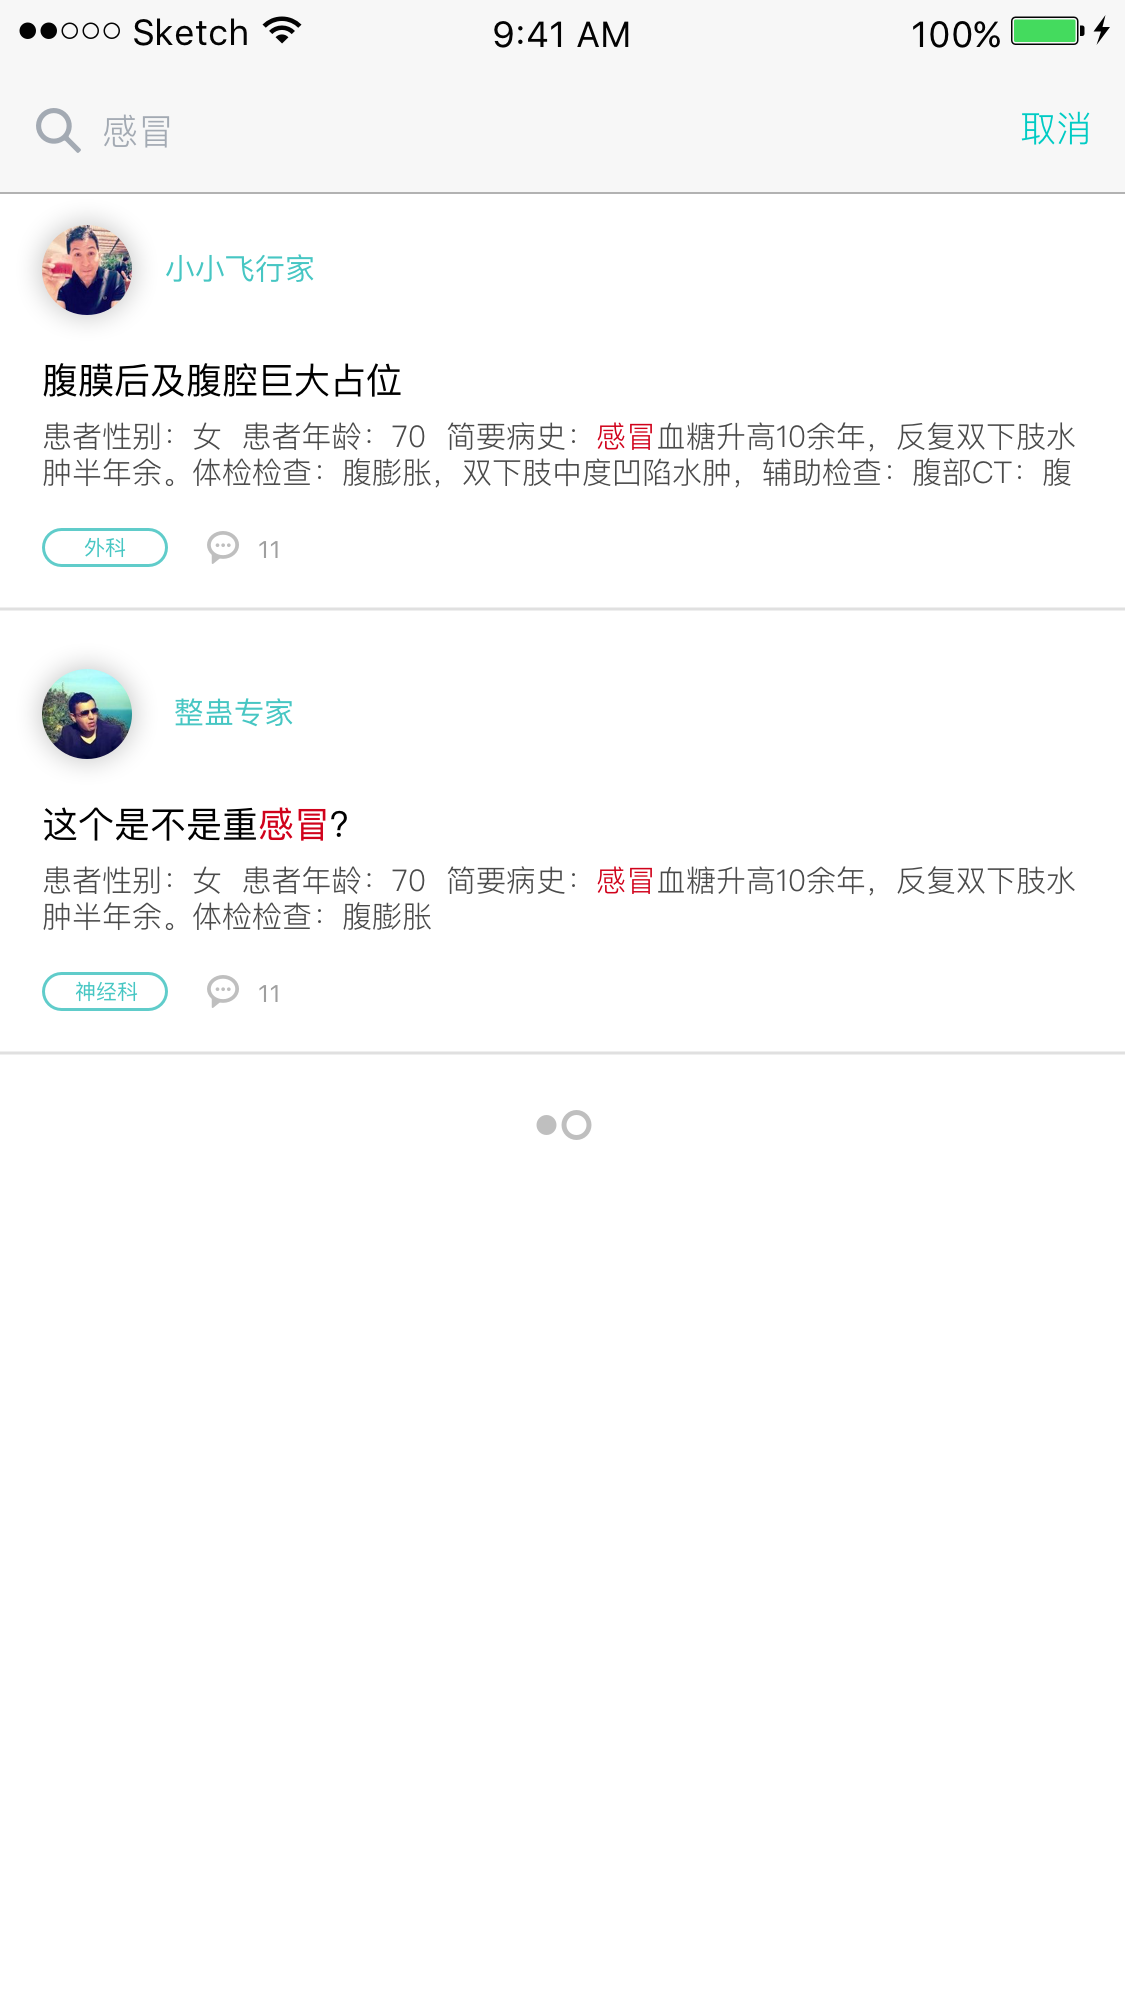 Sketch 9:41 AM 100%
感冒 取消
小小飞行家
腹膜后及腹腔巨大占位
患者性别：女 患者年龄：70 简要病史：感冒血糖升高10余年，反复双下肢水
肿半年余。体检检查：腹膨胀，双下肢中度凹陷水肿，辅助检查：腹部CT：腹
外科 11
整蛊专家
这个是不是重感冒?
患者性别：女 患者年龄：70 简要病史：感冒血糖升高10余年，反复双下肢水
肿半年余。体检检查：腹膨胀
神经科 11